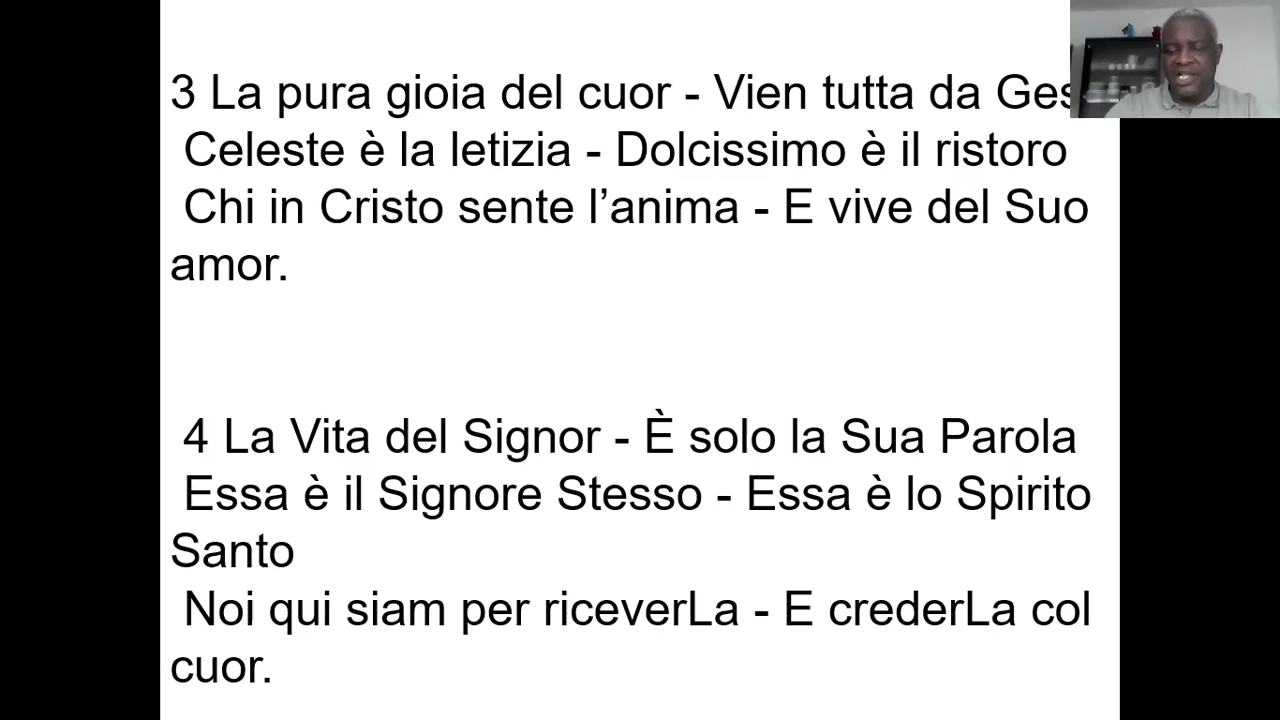 3 La pura gioia del cuor - Vien tutta da
Celeste è la letizia - Dolcissimo è il ristoro
Chi in Cristo sente l’anima - E vive del Suo
amor.
4 La Vita del Signor - È solo la Sua Parola
Essa è il Signore Stesso - Essa è lo Spirito
Santo
Noi qui siam per riceverLa - E crederLa col
cuor.